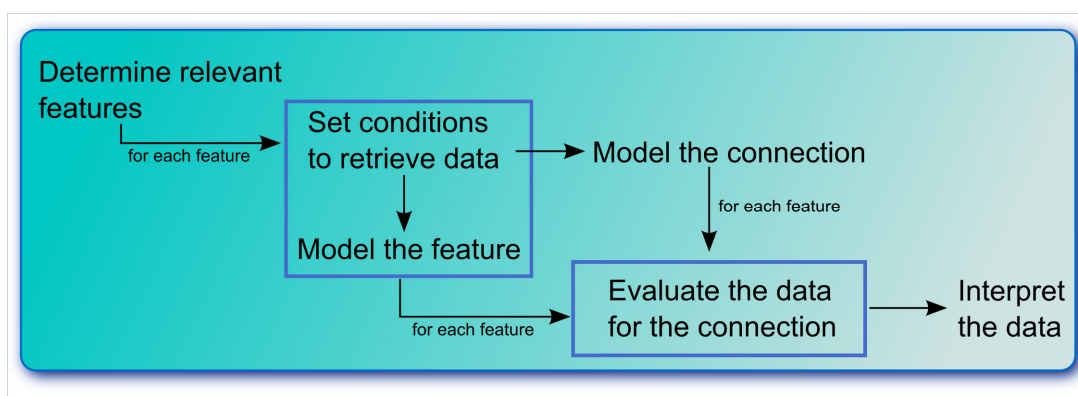 Determine relevant
features
for each feature
Set conditions
to retrieve data
Model the feature
Model the connection
for each feature
for each feature
Evaluate the data
for the connection
Interpret
the data